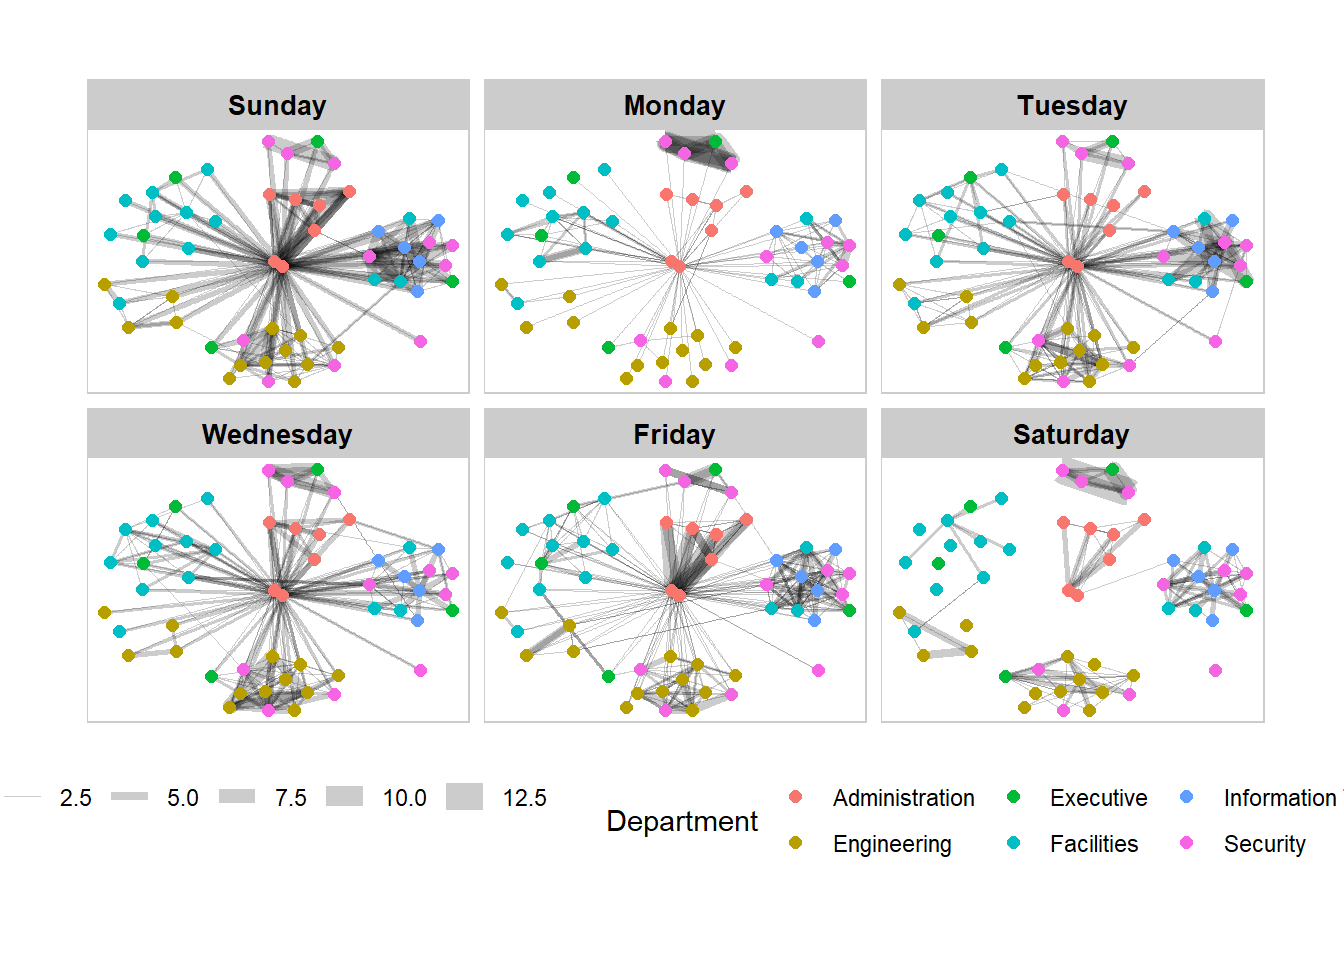 Sunday Monday Tuesday
Wednesday Friday Saturday
2.5 5.0 7.5 10.0 12.5
Department
Administration Executive Information
Engineering Facilities Security